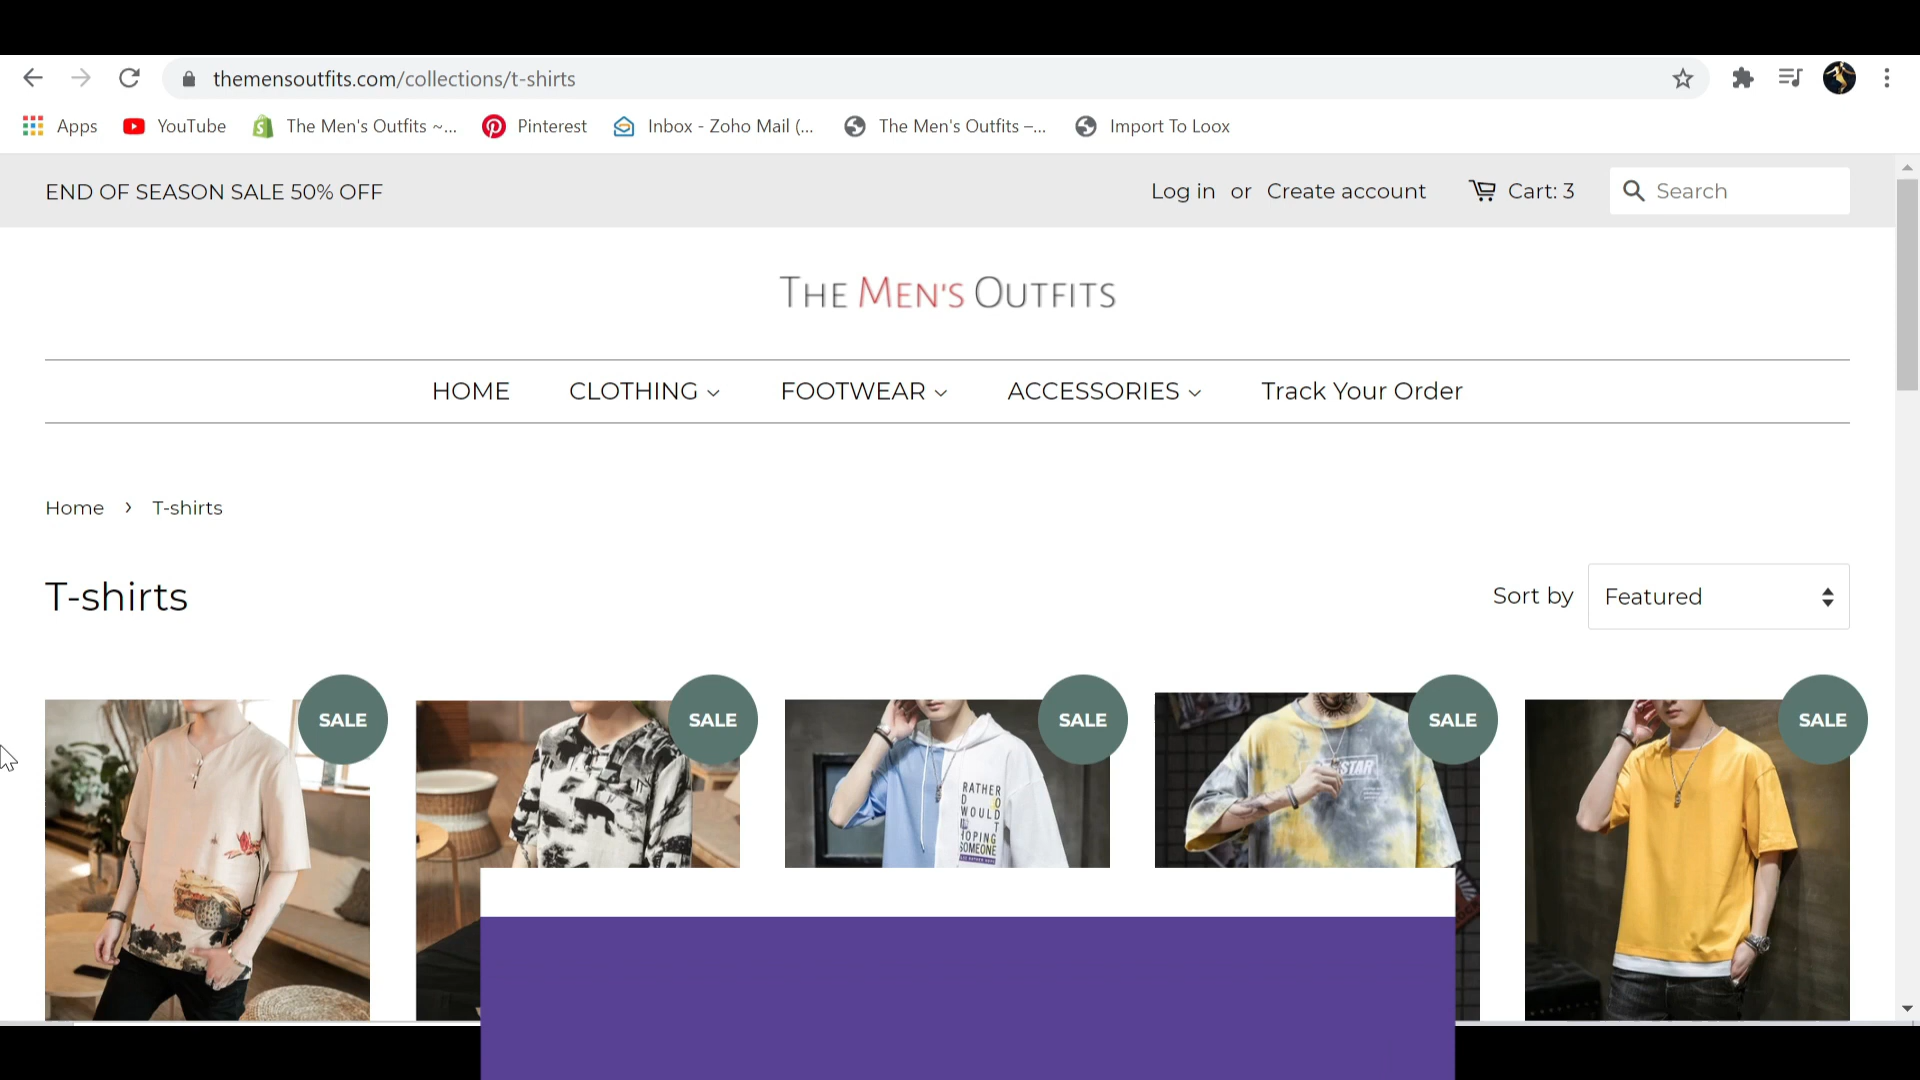 themensoutfits.com/collections/t-shirts
Apps
YouTube
The Men's Outfits ~...
Pinterest
Inbox - Zoho Mail (...
The Men's Outfits –...
Import To Loox
END OF SEASON SALE 50% OFF
Log in or Create account
Cart: 3
Search
THE MEN'S OUTFITS
HOME
CLOTHING
FOOTWEAR
ACCESSORIES
Track Your Order
Home › T-shirts
T-shirts
Sort by
Featured
SALE
SALE
SALE
SALE
SALE
RATHER
WOULD
SOMEONE
STAR